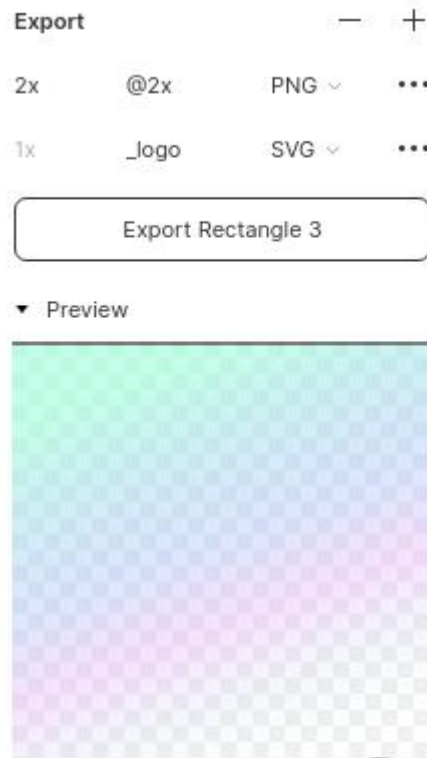 Export
2x @2x PNG
1x _logo SVG
Export Rectangle 3
Preview